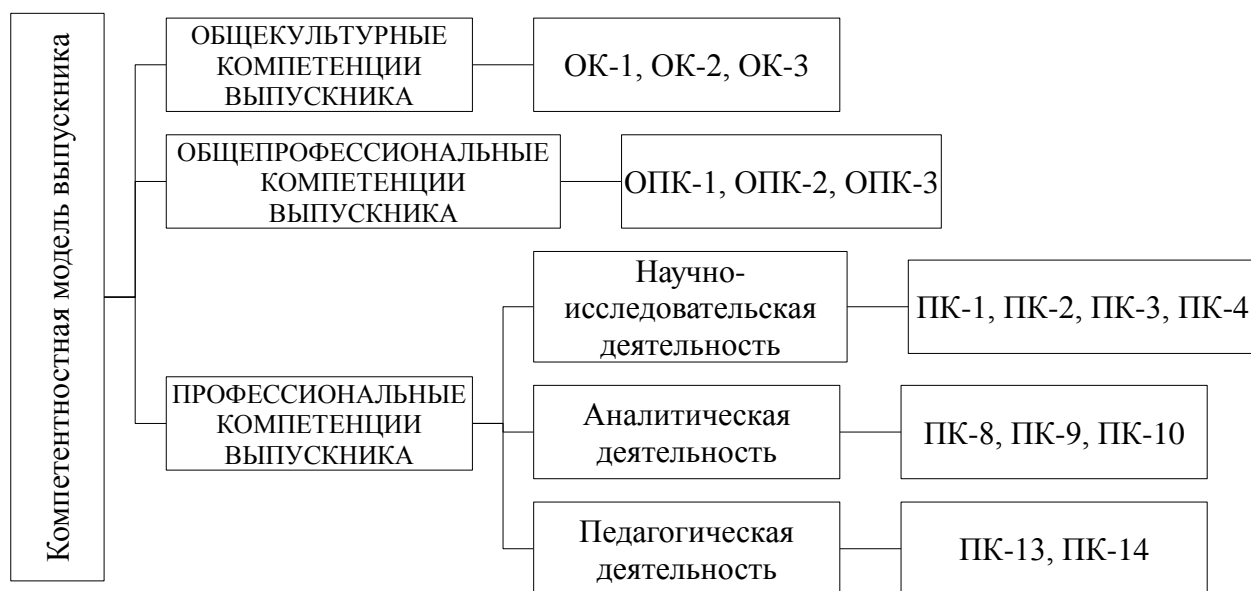 Компетентностная модель выпускника
ОБЩЕКУЛЬТУРНЫЕ
КОМПЕТЕНЦИИ
ВЫПУСКНИКА
ОК-1, ОК-2, ОК-3
ОБЩЕПРОФЕССИОНАЛЬНЫЕ
КОМПЕТЕНЦИИ
ВЫПУСКНИКА
ОПК-1, ОПК-2, ОПК-3
ПРОФЕССИОНАЛЬНЫЕ
КОМПЕТЕНЦИИ
ВЫПУСКНИКА
Научно-
исследовательская
деятельность
ПК-1, ПК-2, ПК-3, ПК-4
Аналитическая
деятельность
ПК-8, ПК-9, ПК-10
Педагогическая
деятельность
ПК-13, ПК-14